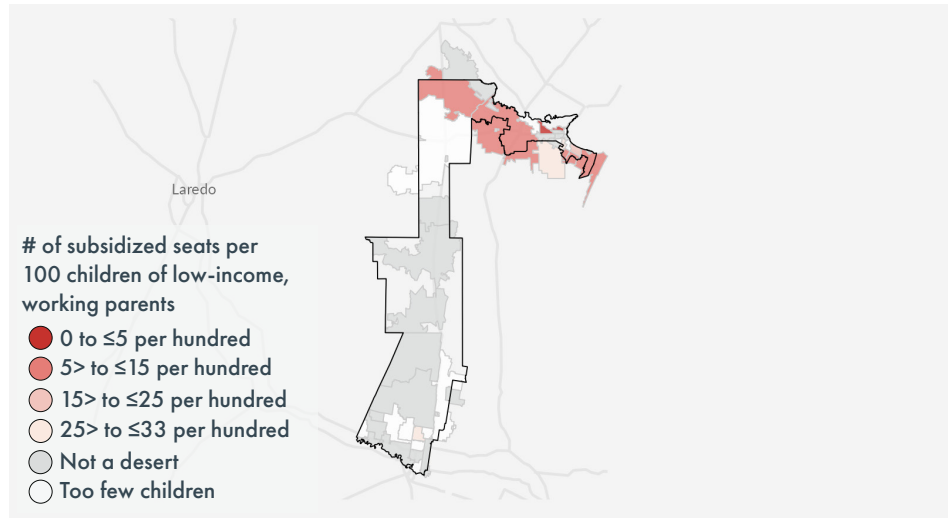 Laredo
# of subsidized seats per
100 children of low-income,
working parents
0 to ≤5 per hundred
5> to ≤15 per hundred
15> to ≤25 per hundred
25> to ≤33 per hundred
Not a desert
Too few children